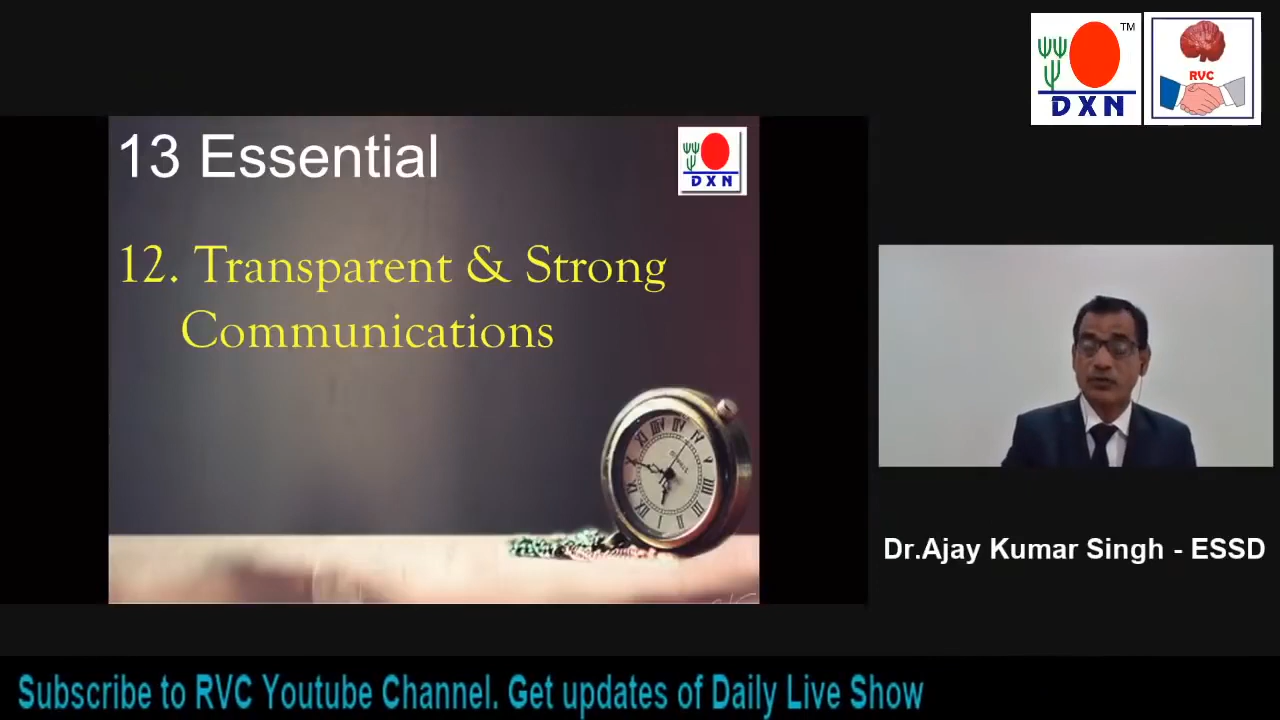 TM
DXN
RVC
13 Essential
DXN
12. Transparent & Strong
Communications
Dr.Ajay Kumar Singh - ESSD
Subscribe to RVC Youtube Channel. Get updates of Daily Live Show